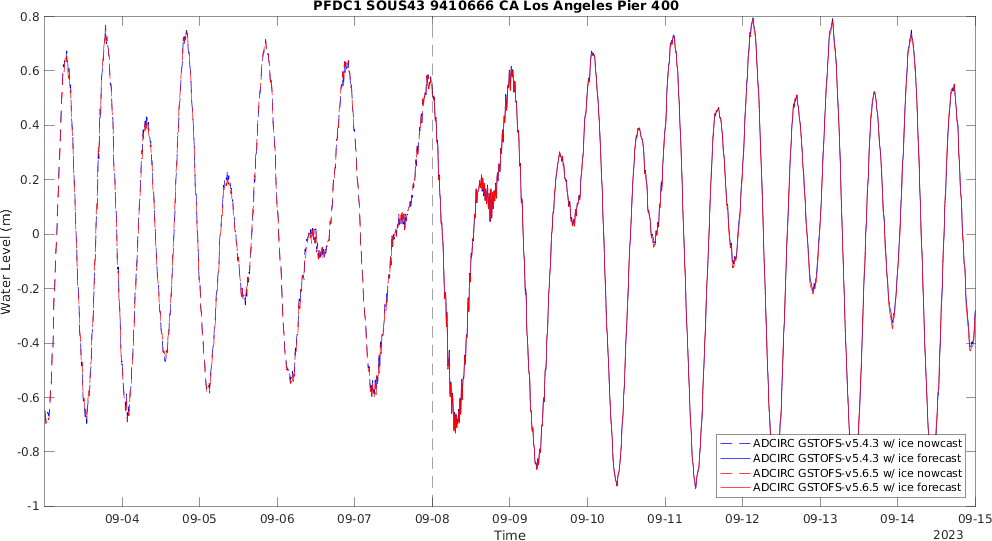 PFDC1 SOUS43 9410666 CA Los Angeles Pier 400
0.8
0.6
0.4
0.2
0
-0.2
-0.4
-0.6
-0.8
-1
Water Level (m)
ADCIRC GSTOFS-v5.4.3 w/ ice nowcast
ADCIRC GSTOFS-v5.4.3 w/ ice forecast
ADCIRC GSTOFS-v5.6.5 w/ ice nowcast
ADCIRC GSTOFS-v5.6.5 w/ ice forecast
09-04 09-05 09-06 09-07 09-08 09-09 09-10 09-11 09-12 09-13 09-14 09-15
Time
2023